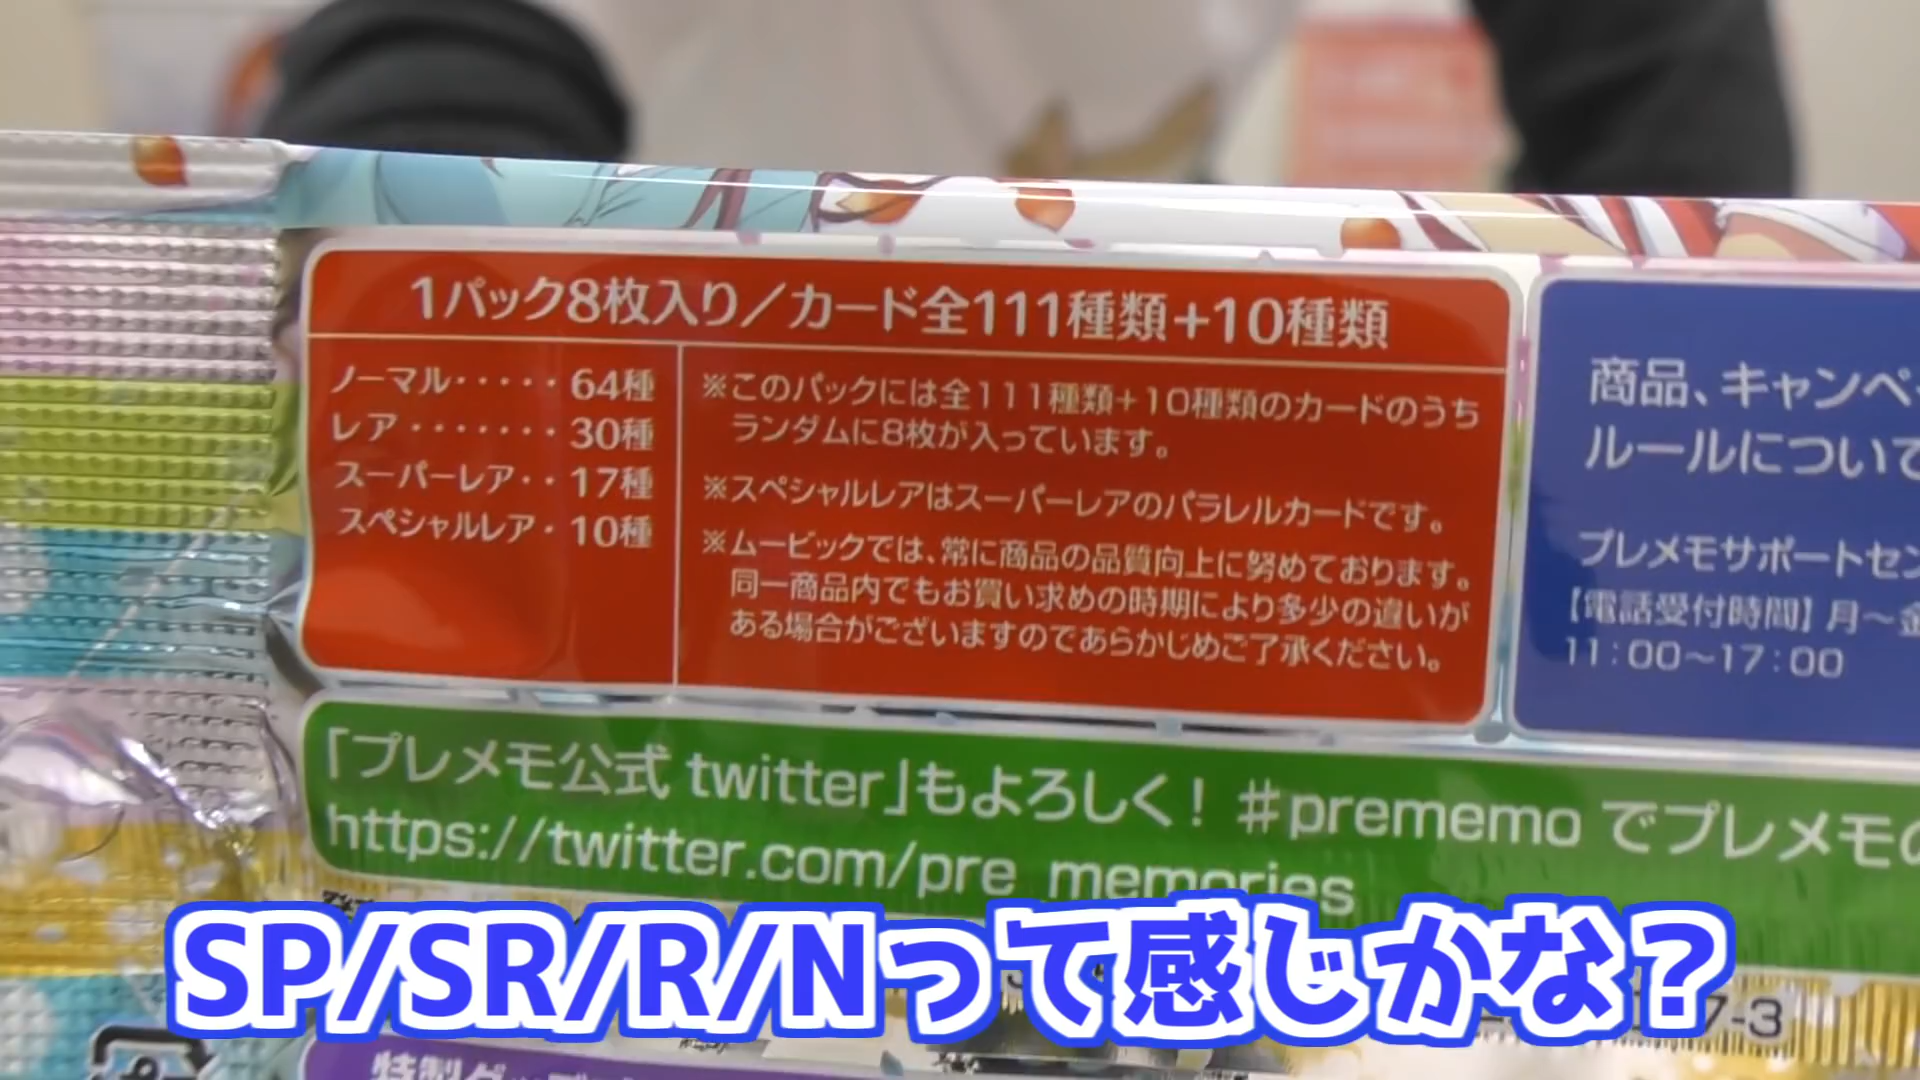 1パック8枚入り／カード全111種類+10種類
ノーマル・・・・・64種
レア・・・・・・・30種
スーパーレア・・17種
スペシャルレア・10種
※このパックには全111種類+10種類のカードのうち
ランダムに8枚が入っています。
※スペシャルレアはスーパーレアのパラレルカードです。
※ムービックでは、常に商品の品質向上に努めております。
同一商品内でもお買い求めの時期により多少の違いが
ある場合がございますのであらかじめご了承ください。
商品、キャンペ
ルールについて
プレメモサポートセン
【電話受付時間】月～金
11：00～17：00
「プレメモ公式 twitter」もよろしく！ #prememo でプレメモの
https://twitter.com/pre_memories
SP/SR/R/Nって感じかな？
7-3